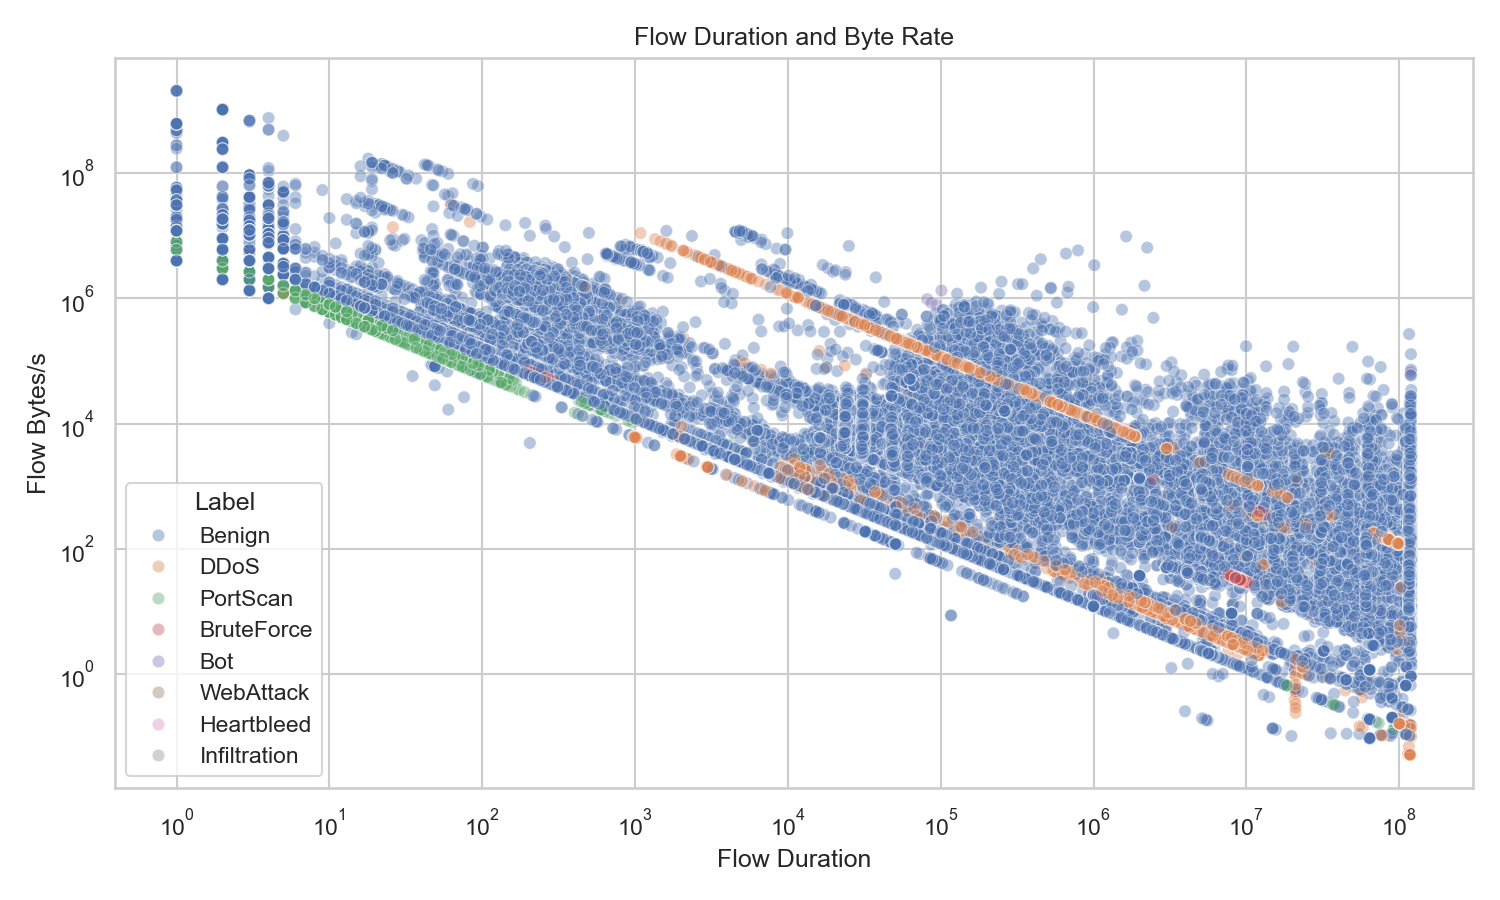 Flow Duration and Byte Rate
Flow Bytes/s
10^8
10^6
10^4
10^2
10^0
Label
Benign
DDoS
PortScan
BruteForce
Bot
WebAttack
Heartbleed
Infiltration
10^0 10^1 10^2 10^3 10^4 10^5 10^6 10^7 10^8
Flow Duration